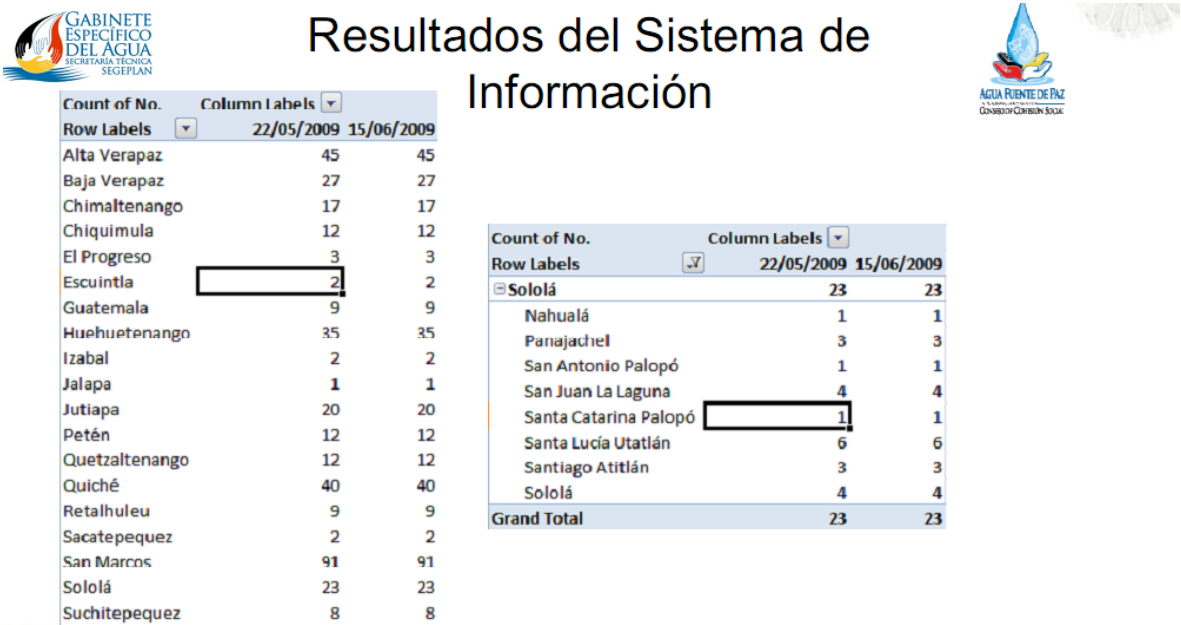 GABINETE
ESPECÍFICO
DEL AGUA
SECRETARÍA TÉCNICA
SEGEPLAN
Resultados del Sistema de
Información
AGUA FUENTE DE PAZ
CONSEJO DE COHESIÓN SOCIAL
Count of No. Column Labels
Row Labels 22/05/2009 15/06/2009
Alta Verapaz 45 45
Baja Verapaz 27 27
Chimaltenango 17 17
Chiquimula 12 12
El Progreso 3 3
Escuintla 2 2
Guatemala 9 9
Huehuetenango 35 35
Izabal 2 2
Jalapa 1 1
Jutiapa 20 20
Petén 12 12
Quetzaltenango 12 12
Quiché 40 40
Retalhuleu 9 9
Sacatepequez 2 2
San Marcos 91 91
Sololá 23 23
Suchitepequez 8 8
Count of No. Column Labels
Row Labels 22/05/2009 15/06/2009
Sololá 23 23
Nahualá 1 1
Panajachel 3 3
San Antonio Palopó 1 1
San Juan La Laguna 4 4
Santa Catarina Palopó 1 1
Santa Lucía Utatlán 6 6
Santiago Atitlán 3 3
Sololá 4 4
Grand Total 23 23